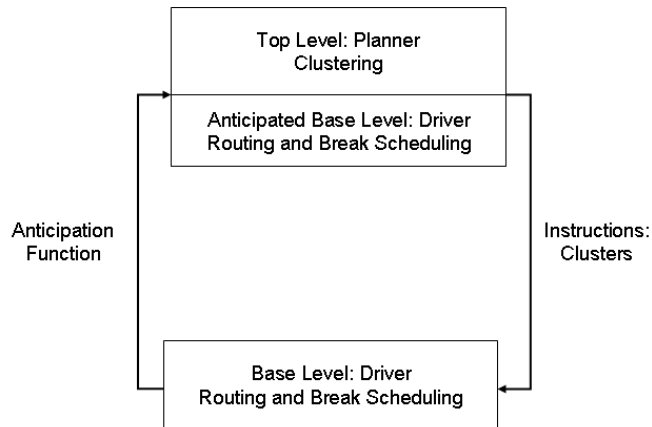 Top Level: Planner
Clustering
Anticipated Base Level: Driver
Routing and Break Scheduling
Anticipation
Function
Instructions:
Clusters
Base Level: Driver
Routing and Break Scheduling